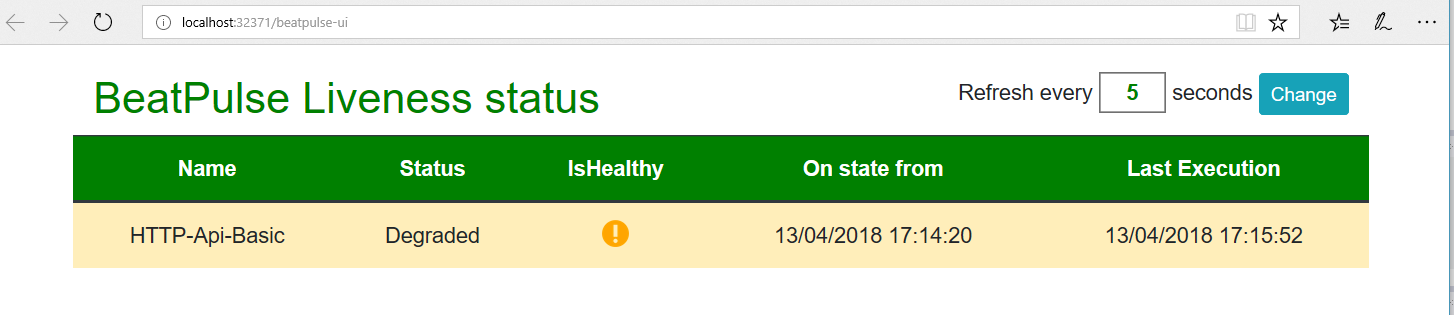 localhost:32371/beatpulse-ui
BeatPulse Liveness status
Refresh every 5 seconds Change
Name Status IsHealthy On state from Last Execution
HTTP-Api-Basic Degraded 13/04/2018 17:14:20 13/04/2018 17:15:52